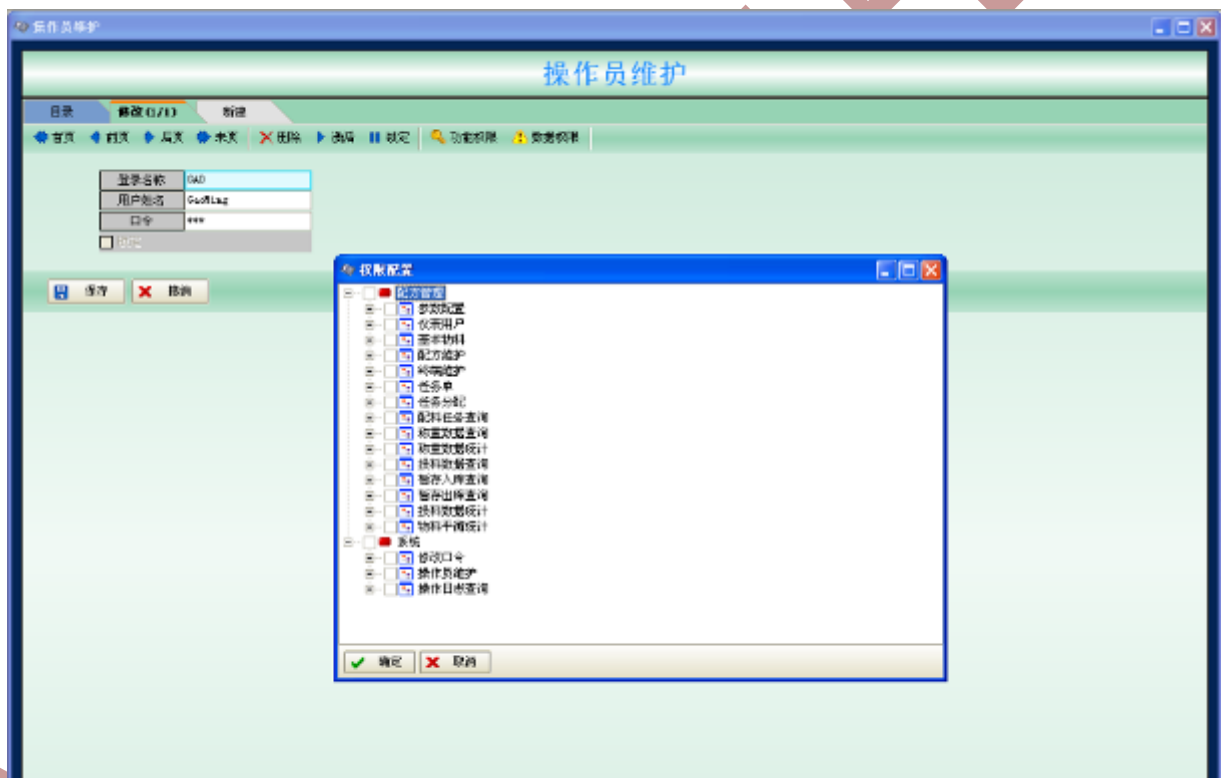 操作员维护
操作员维护
目录 修改(1/1) 新建
首页 前页 后页 末页 删除 锁定 功能权限 数据权限
登录名称 GAO
用户姓名
口令 ***
保存 撤消
权限配置
配方管理
参数配置
仪表用户
基本物料
配方维护
终端维护
任务单
任务分配
配料任务查询
称重数据查询
称重数据统计
投料数据查询
暂存入库查询
暂存出库查询
投料数据统计
物料平衡统计
系统
修改口令
操作员维护
操作日志查询
确定 取消